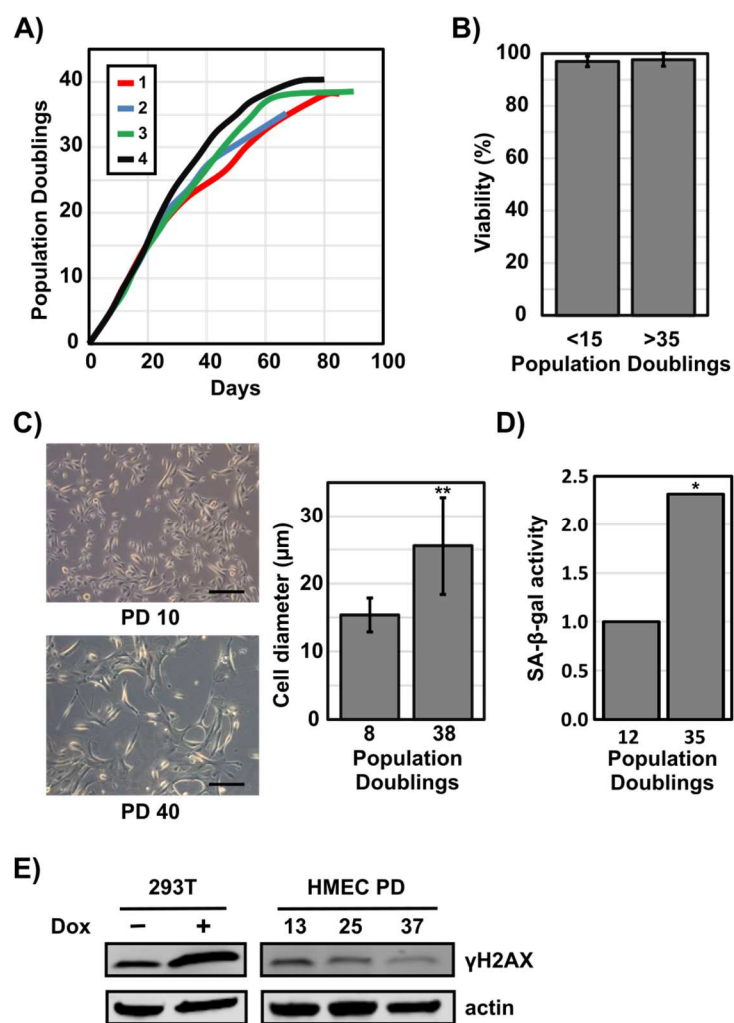 A)
Population Doublings
40
30
20
10
0
1
2
3
4
0 20 40 60 80 100
Days
B)
Viability (%)
100
80
60
40
20
0
<15 >35
Population Doublings
C)
PD 10
PD 40
Cell diameter (μm)
30
20
10
0
**
8 38
Population
Doublings
D)
SA-β-gal activity
2.5
2.0
1.5
1.0
0.5
0.0
*
12 35
Population
Doublings
E)
293T HMEC PD
Dox − + 13 25 37
γH2AX
actin